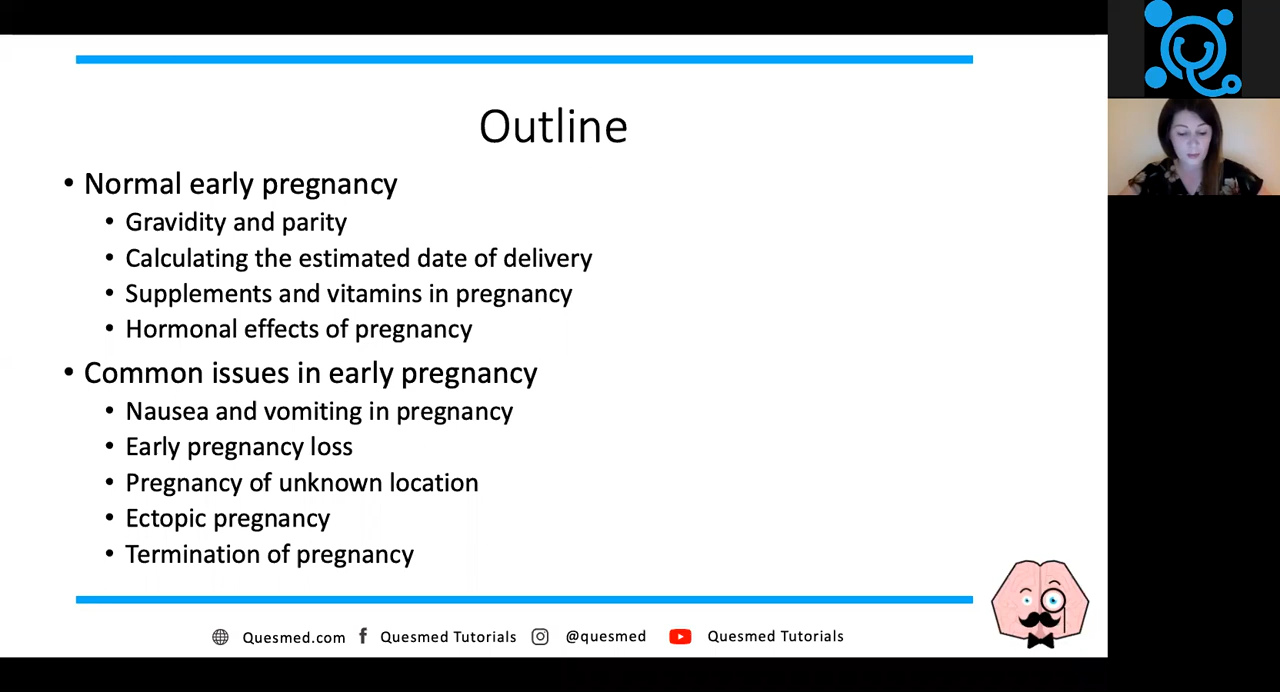 Outline
• Normal early pregnancy
• Gravidity and parity
• Calculating the estimated date of delivery
• Supplements and vitamins in pregnancy
• Hormonal effects of pregnancy
• Common issues in early pregnancy
• Nausea and vomiting in pregnancy
• Early pregnancy loss
• Pregnancy of unknown location
• Ectopic pregnancy
• Termination of pregnancy
Quesmed.com Quesmed Tutorials @quesmed Quesmed Tutorials